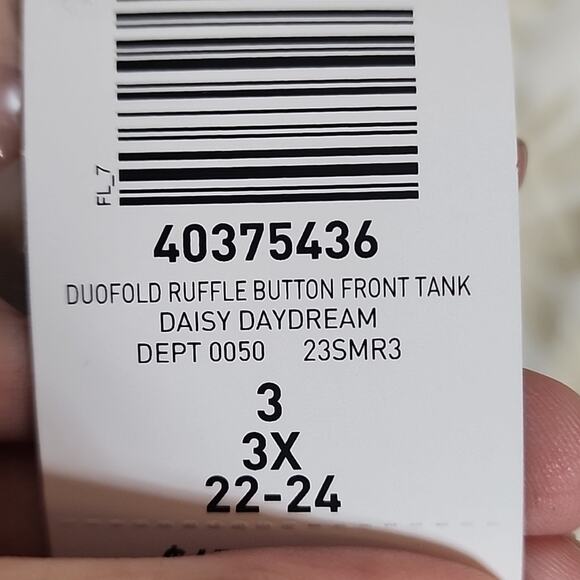 FL_7
40375436
DUOFOLD RUFFLE BUTTON FRONT TANK
DAISY DAYDREAM
DEPT 0050 23SMR3
3
3X
22-24